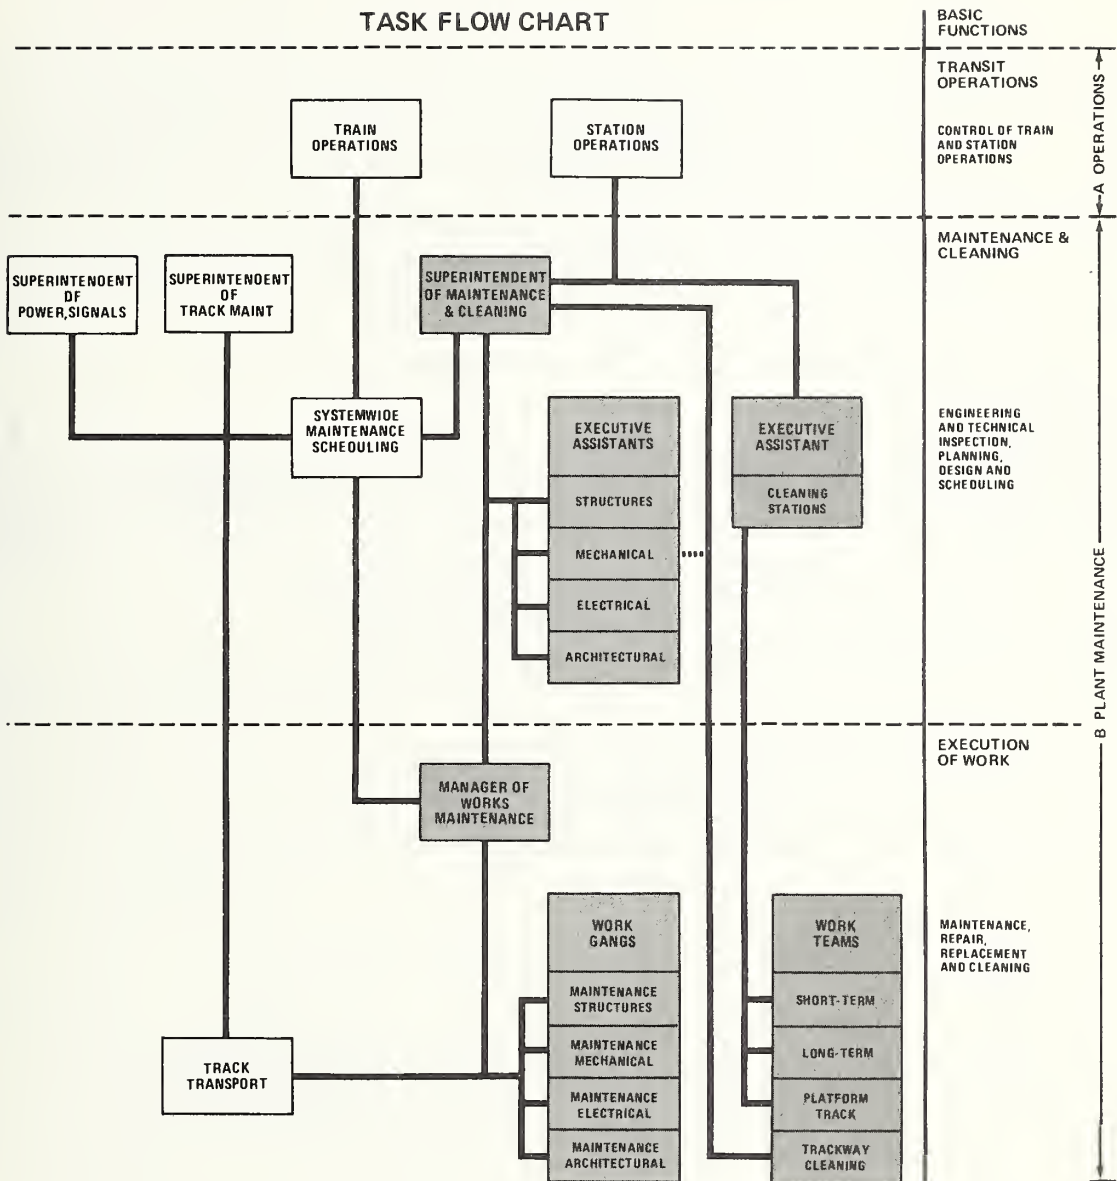 TASK FLOW CHART
BASIC
FUNCTIONS
TRANSIT
OPERATIONS
CONTROL OF TRAIN
AND STATION
OPERATIONS
A OPERATIONS
TRAIN
OPERATIONS
STATION
OPERATIONS
MAINTENANCE &
CLEANING
SUPERINTENOENT
DF
POWER,SIGNALS
SUPERINTENOENT
OF
TRACK MAINT
SUPERINTENDENT
OF MAINTENANCE
& CLEANING
SYSTEMWIDE
MAINTENANCE
SCHEOULING
EXECUTIVE
ASSISTANTS
STRUCTURES
MECHANICAL
ELECTRICAL
ARCHITECTURAL
EXECUTIVE
ASSISTANT
CLEANING
STATIONS
ENGINEERING
AND TECHNICAL
INSPECTION,
PLANNING,
DESIGN AND
SCHEDULING
B PLANT MAINTENANCE
EXECUTION
OF WORK
MANAGER OF
WORKS
MAINTENANCE
WORK
GANGS
MAINTENANCE
STRUCTURES
MAINTENANCE
MECHANICAL
MAINTENANCE
ELECTRICAL
MAINTENANCE
ARCHITECTURAL
WORK
TEAMS
SHORT-TERM
LONG-TERM
PLATFORM
TRACK
TRACKWAY
CLEANING
MAINTENANCE,
REPAIR,
REPLACEMENT
AND CLEANING
TRACK
TRANSPORT